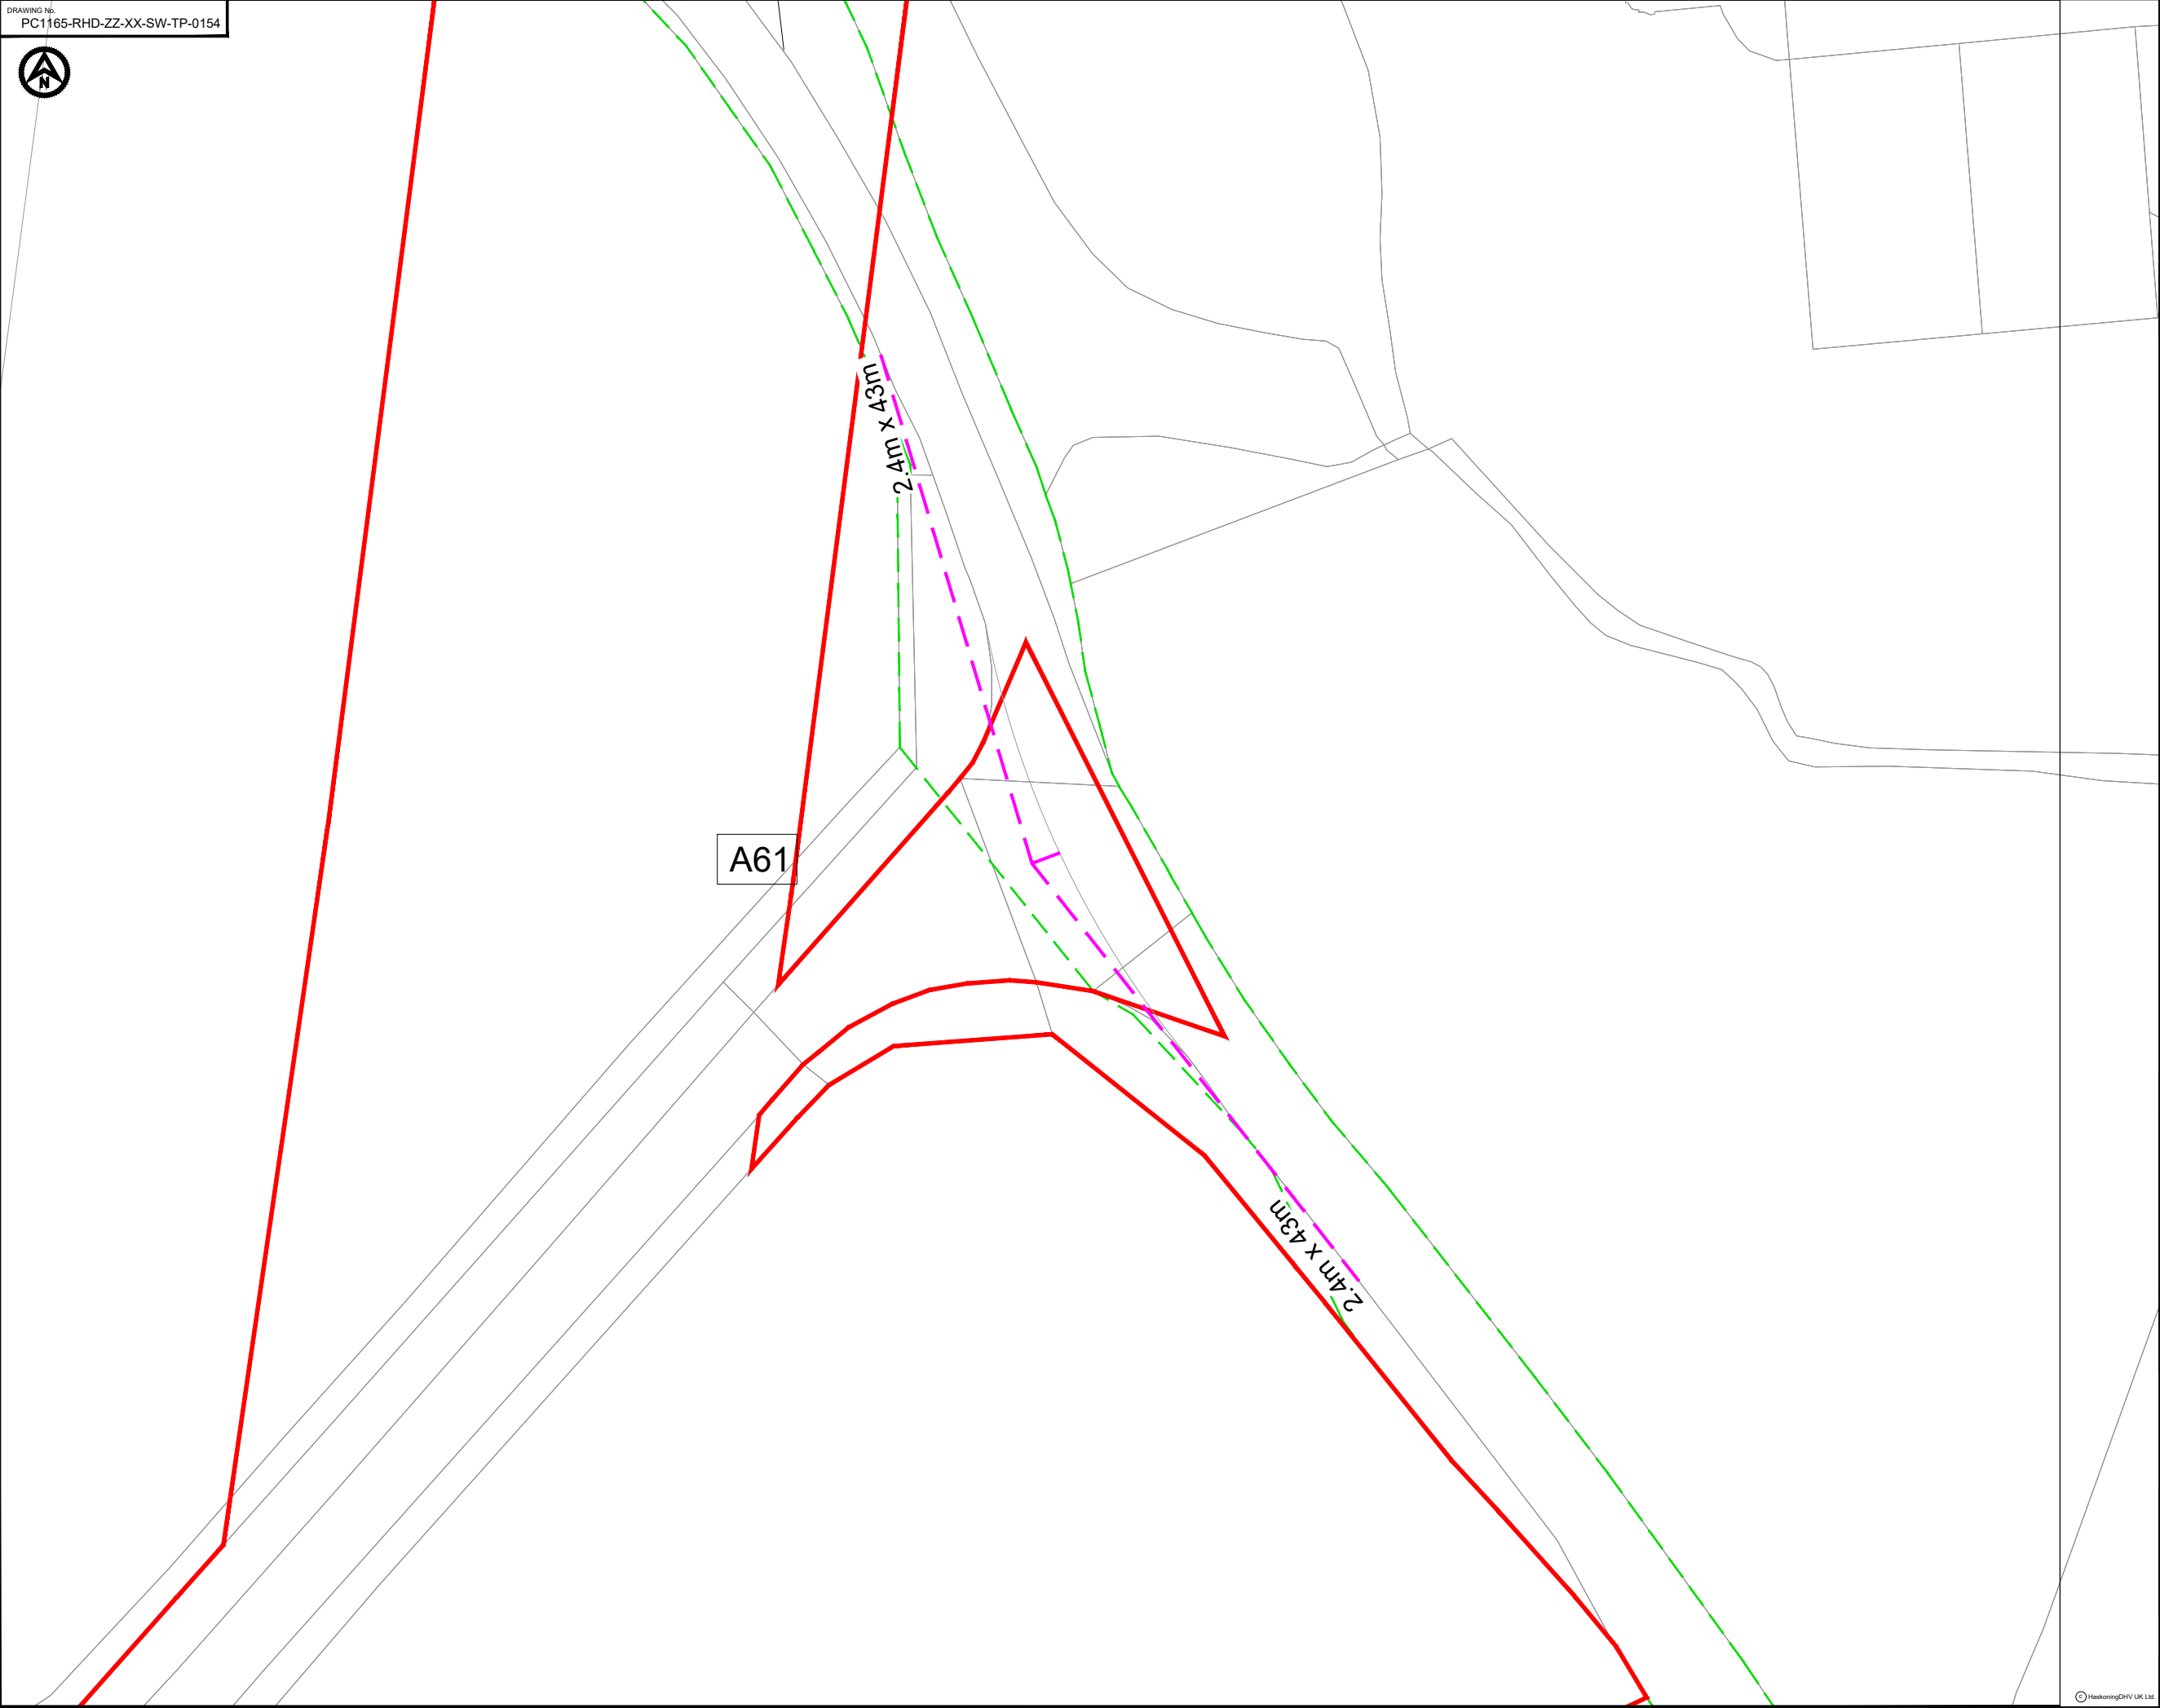 DRAWING No.
PC1165-RHD-ZZ-XX-SW-TP-0154
N
2.4m x 43m
A61
2.4m x 43m
© HaskoningDHV UK Ltd.